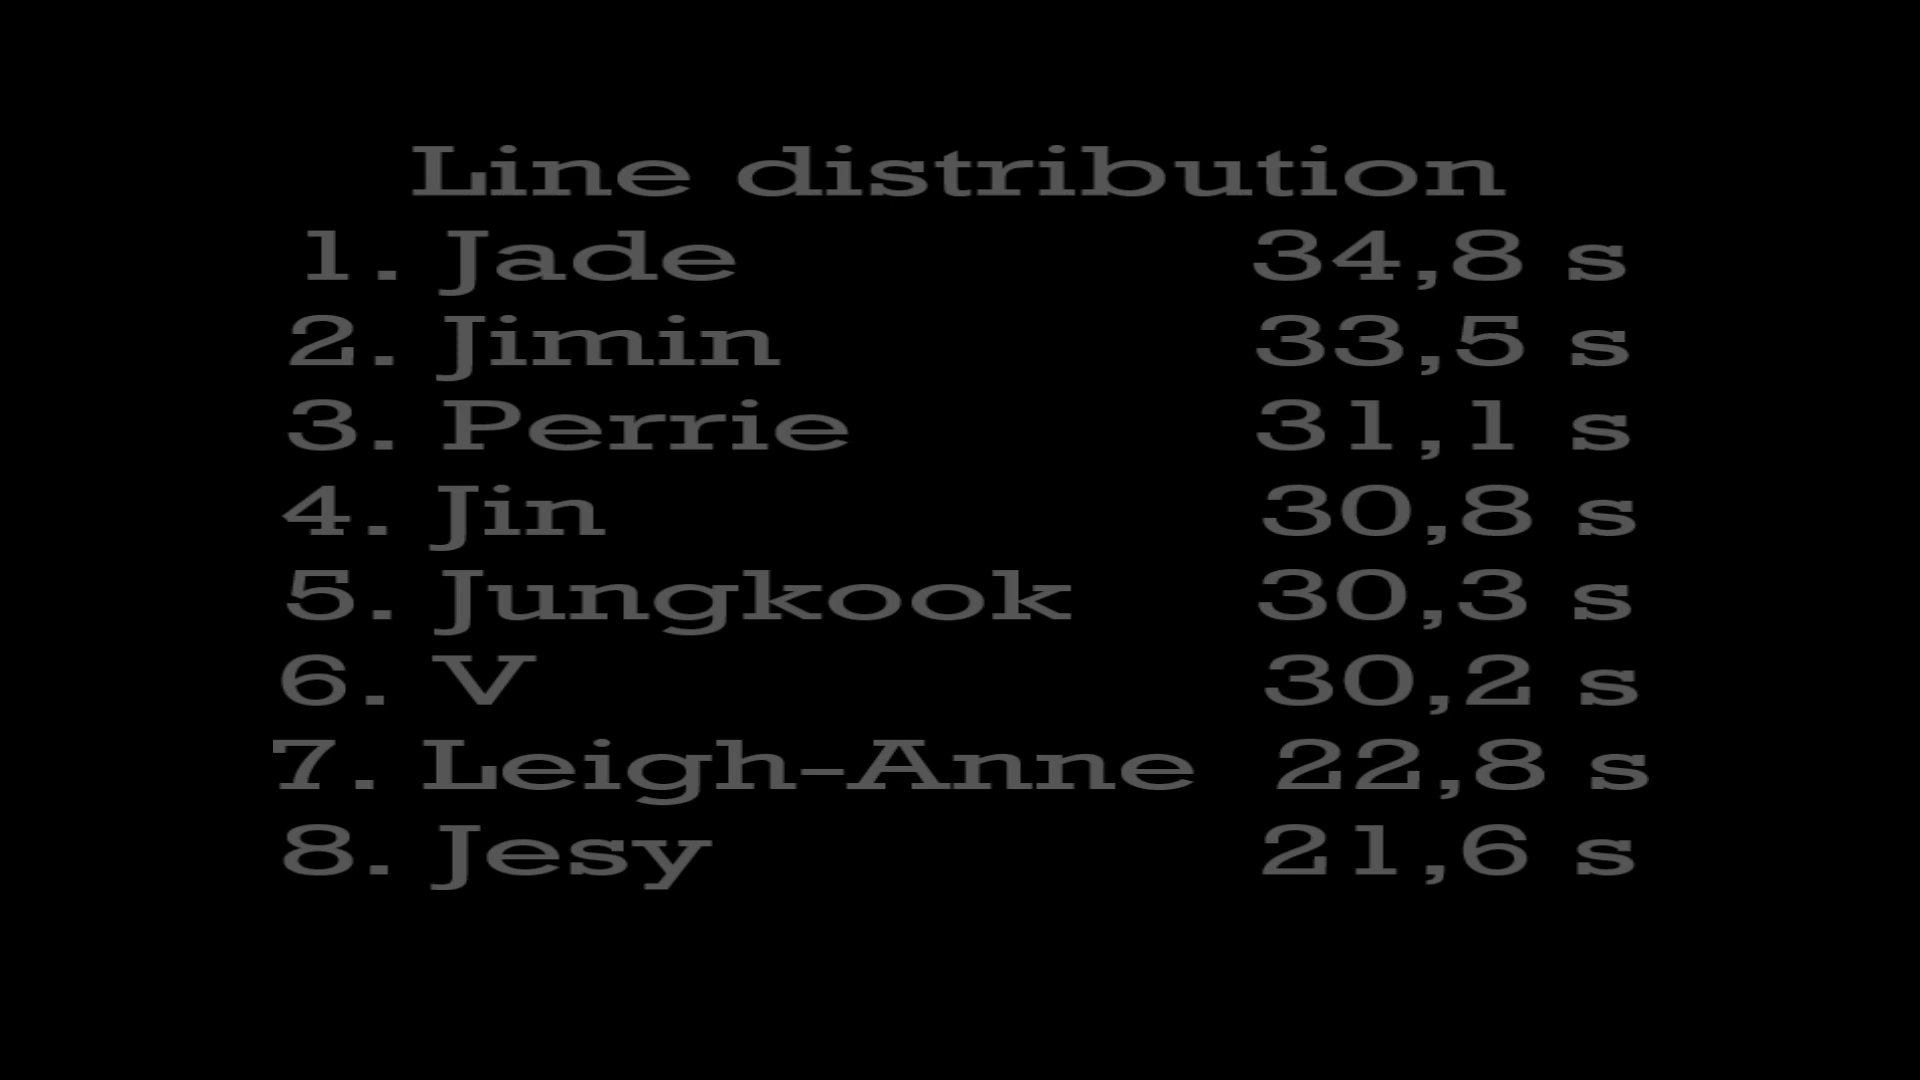 Line distribution
1. Jade 34,8 s
2. Jimin 33,5 s
3. Perrie 31,1 s
4. Jin 30,8 s
5. Jungkook 30,3 s
6. V 30,2 s
7. Leigh-Anne 22,8 s
8. Jesy 21,6 s